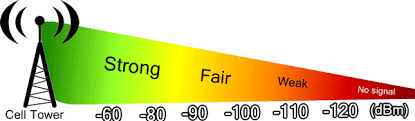 Strong
Fair
Weak
No signal
Cell Tower
-60 -80 -90 -100 -110 -120 (dBm)